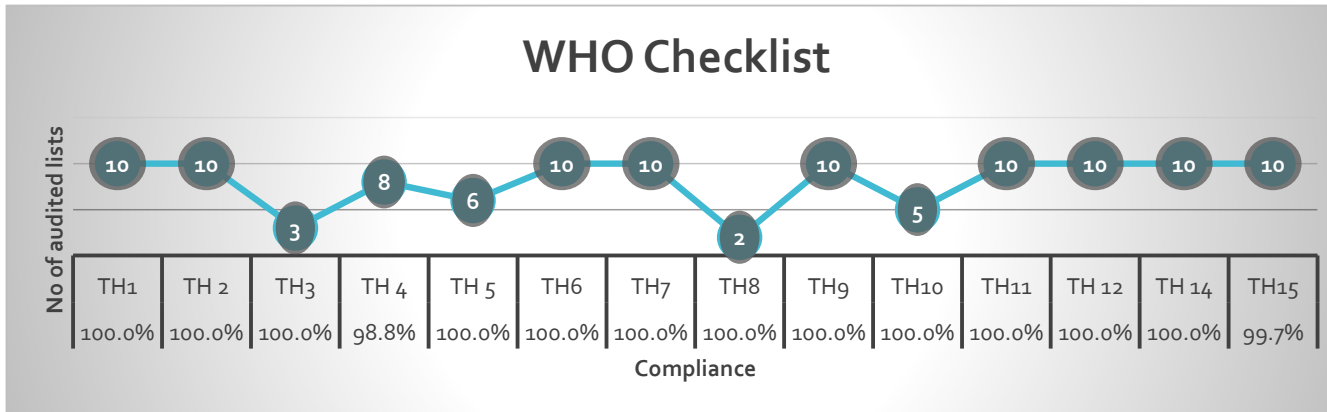 WHO Checklist
No of audited lists
10 10 3 8 6 10 10 2 10 5 10 10 10 10
TH1 TH 2 TH3 TH 4 TH 5 TH6 TH7 TH8 TH9 TH10 TH11 TH 12 TH 14 TH15
100.0% 100.0% 100.0% 98.8% 100.0% 100.0% 100.0% 100.0% 100.0% 100.0% 100.0% 100.0% 100.0% 99.7%
Compliance